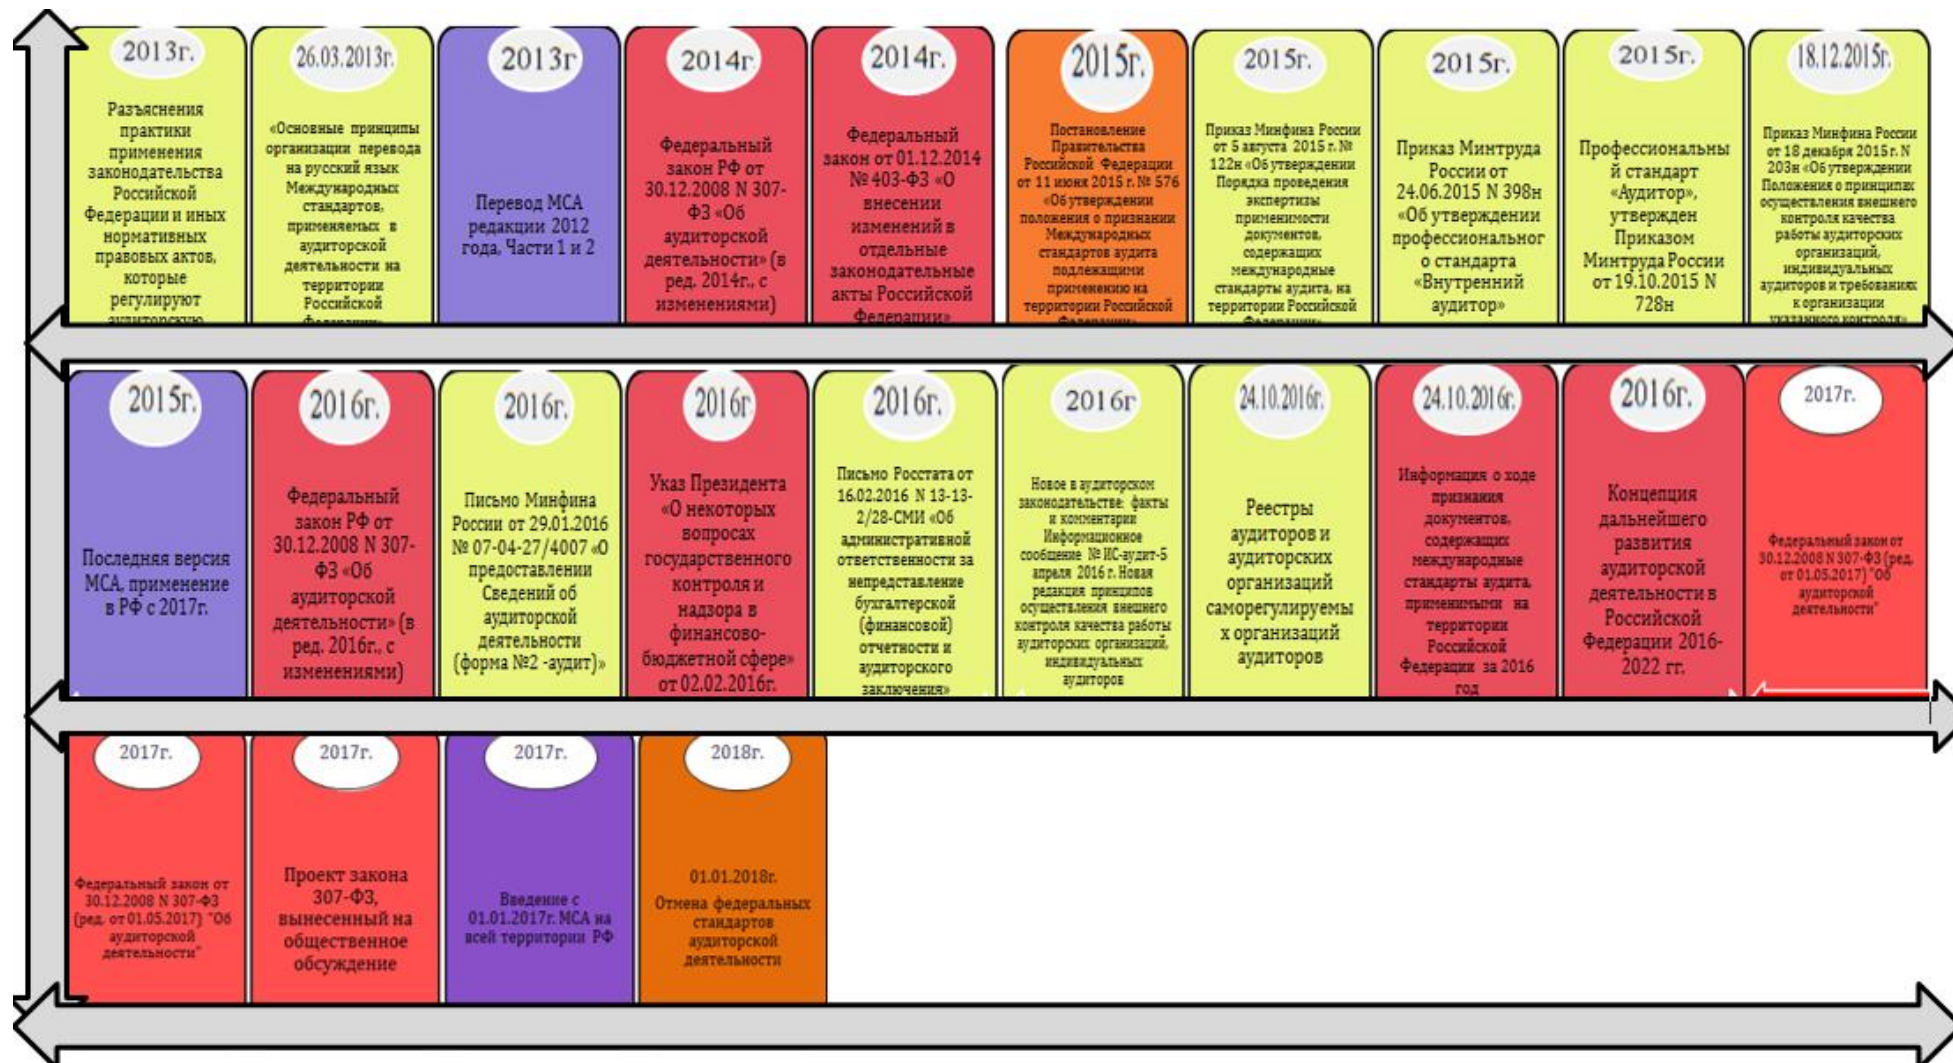 2013г.
Разъяснения
практики
применения
законодательства
Российской
Федерации и иных
нормативных
правовых актов,
которые
регулируют
аудиторскую
26.03.2013г.
«Основные принципы
организации перевода
на русский язык
Международных
стандартов,
применяемых в
аудиторской
деятельности на
территории
Российской
Федерации»
2013г
Перевод МСА
редакции 2012
года, Части 1 и 2
2014г
Федеральный
закон РФ от
30.12.2008 N 307-
ФЗ «Об
аудиторской
деятельности» (в
ред. 2014г., с
изменениями)
2014г.
Федеральный
закон от 01.12.2014
№ 403-ФЗ «О
внесении
изменений в
отдельные
законодательные
акты Российской
Федерации»
2015г.
Постановление
Правительства
Российской Федерации
от 11 июня 2015 г. № 576
«Об утверждении
положения о признании
Международных
стандартов аудита
подлежащими
применению на
территории Российской
Федерации»
2015г.
Приказ Минфина России
от 5 августа 2015 г. №
122н «Об утверждении
Порядка проведения
экспертизы
применимости
документов,
содержащих
международные
стандарты аудита, на
территории Российской
Федерации»
2015г.
Приказ Минтруда
России от
24.06.2015 N 398н
«Об утверждении
профессиональног
о стандарта
«Внутренний
аудитор»
2015г.
Профессиональны
й стандарт
«Аудитор»,
утвержден
Приказом
Минтруда России
от 19.10.2015 N
728н
18.12.2015г.
Приказ Минфина России
от 18 декабря 2015 г. N
203н «Об утверждении
Положения о принципах
осуществления внешнего
контроля качества
работы аудиторских
организаций,
индивидуальных
аудиторов и требованиях
к организации
указанного контроля»
2015г.
Последняя версия
МСА, применение
в РФ с 2017г.
2016г.
Федеральный
закон РФ от
30.12.2008 N 307-
ФЗ «Об
аудиторской
деятельности» (в
ред. 2016г., с
изменениями)
2016г.
Письмо Минфина
России от 29.01.2016
№ 07-04-27/4007 «О
предоставлении
Сведений об
аудиторской
деятельности
(форма №2 -аудит)»
2016г
Указ Президента
«О некоторых
вопросах
государственного
контроля и
надзора в
финансово-
бюджетной сфере»
от 02.02.2016г.
2016г.
Письмо Росстата от
16.02.2016 N 13-13-
2/28-СМИ «Об
административной
ответственности за
непредставление
бухгалтерской
(финансовой)
отчетности и
аудиторского
заключения»
2016г
Новое в аудиторском
законодательстве: факты
и комментарии
Информационное
сообщение № ИС-аудит-5
апреля 2016 г. Новая
редакция принципов
осуществления внешнего
контроля качества работы
аудиторских организаций,
индивидуальных
аудиторов
24.10.2016г.
Реестры
аудиторов и
аудиторских
организаций
саморегулируемы
х организаций
аудиторов
24.10.2016г.
Информация о ходе
признания
документов,
содержащих
международные
стандарты аудита,
применимыми на
территории
Российской
Федерации за 2016
год
2016г.
Концепция
дальнейшего
развития
аудиторской
деятельности в
Российской
Федерации 2016-
2022 гг.
2017г.
Федеральный закон от
30.12.2008 N 307-ФЗ (ред.
от 01.05.2017) "Об
аудиторской
деятельности"
2017г.
Федеральный закон от
30.12.2008 N 307-ФЗ
(ред. от 01.05.2017) "Об
аудиторской
деятельности"
2017г.
Проект закона
307-ФЗ,
вынесенный на
общественное
обсуждение
2017г.
Введение с
01.01.2017г. МСА на
всей территории РФ
2018г.
01.01.2018г.
Отмена федеральных
стандартов
аудиторской
деятельности